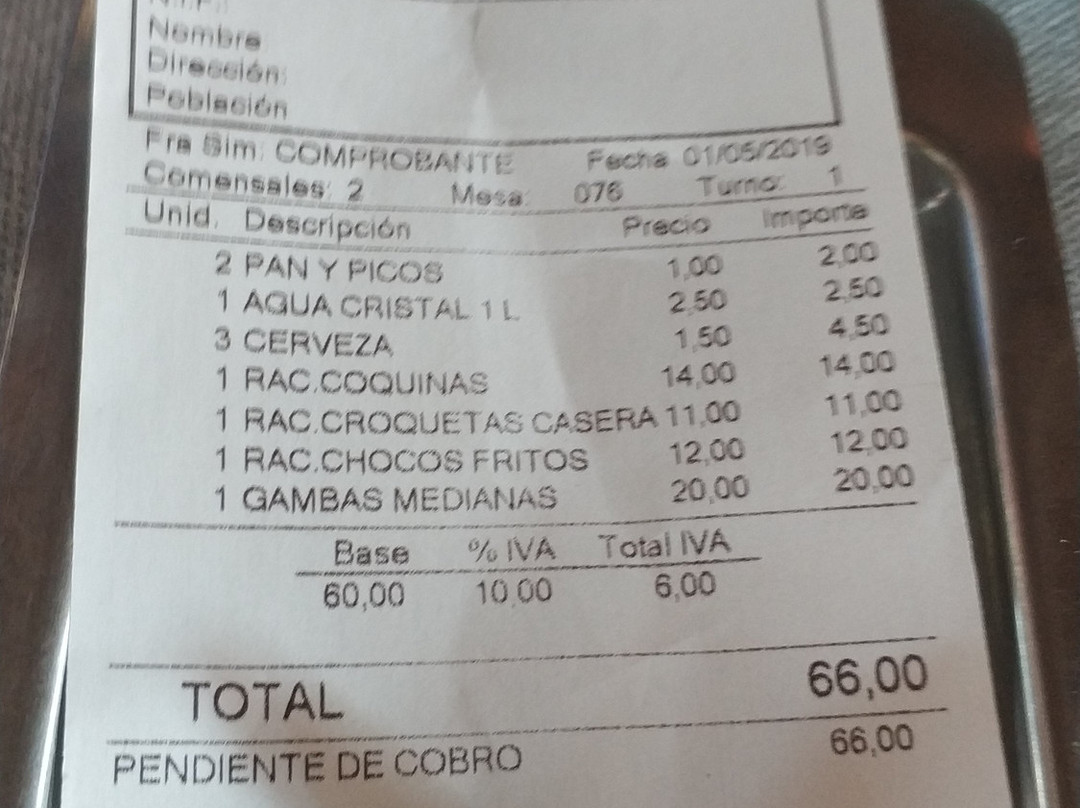 Nombre
Dirección:
Población
Fra Sim: COMPROBANTE Fecha 01/05/2019
Comensales: 2 Mesa: 076 Turno: 1
Unid. Descripción Precio Importe
2 PAN Y PICOS 1,00 2,00
1 AGUA CRISTAL 1 L 2,50 2,50
3 CERVEZA 1,50 4,50
1 RAC.COQUINAS 14,00 14,00
1 RAC.CROQUETAS CASERA 11,00 11,00
1 RAC.CHOCOS FRITOS 12,00 12,00
1 GAMBAS MEDIANAS 20,00 20,00
Base % IVA Total IVA
60,00 10,00 6,00
TOTAL 66,00
PENDIENTE DE COBRO 66,00